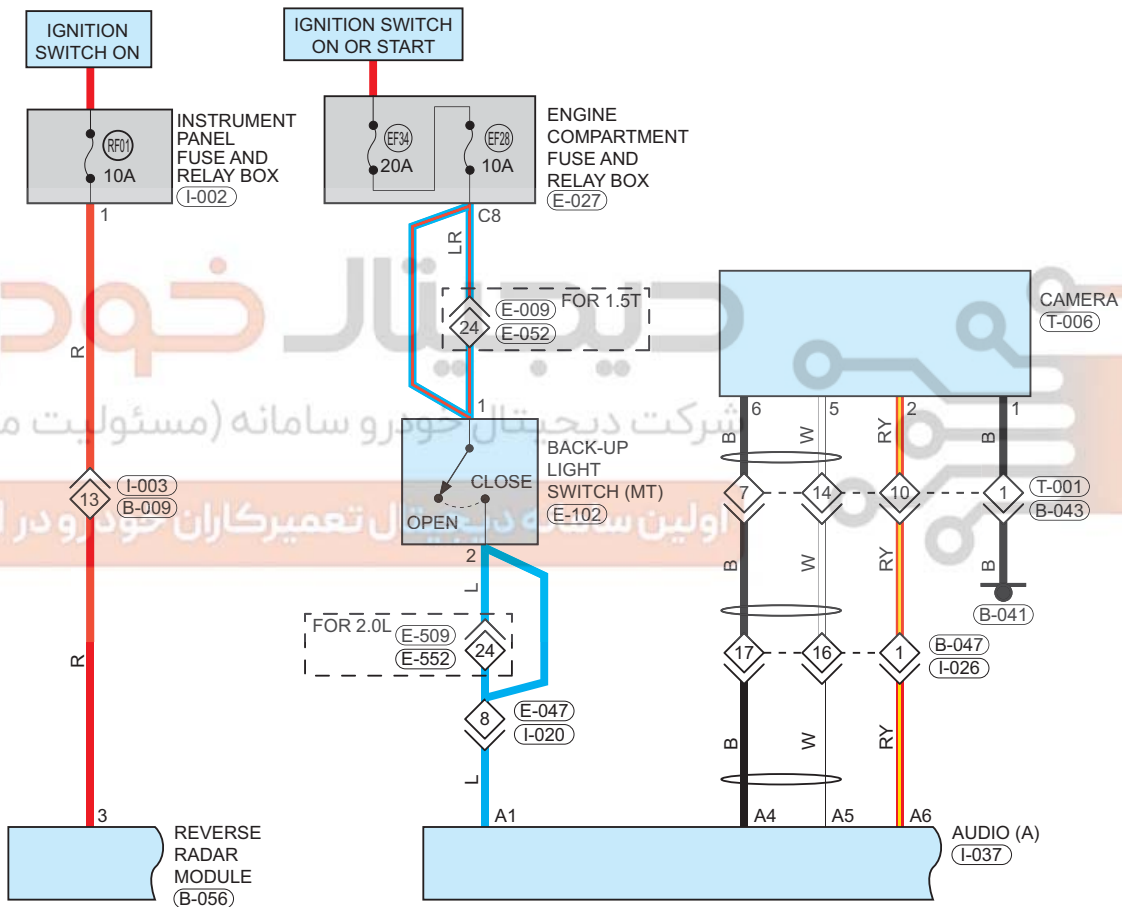 IGNITION
SWITCH ON
IGNITION SWITCH
ON OR START
RF01
10A
INSTRUMENT
PANEL
FUSE AND
RELAY BOX
I-002
1
EF34
20A
EF28
10A
ENGINE
COMPARTMENT
FUSE AND
RELAY BOX
E-027
C8
LR
24
E-009
E-052
FOR 1.5T
دیجیتال خود
شرکت دیجیتال خودرو سامانه (مسئولیت م
اولین سامانه دیجیتال تعمیرکاران خودرو در ا
CAMERA
T-006
R
13
I-003
B-009
R
1
BACK-UP
LIGHT
SWITCH (MT)
E-102
CLOSE
OPEN
2
L
FOR 2.0L
E-509
E-552
24
8
E-047
I-020
L
6
5
2
1
B
W
RY
B
7
14
10
1
T-001
B-043
B
W
RY
B
B-041
17
16
1
B-047
I-026
B
W
RY
3
A1
A4
A5
A6
REVERSE
RADAR
MODULE
B-056
AUDIO (A)
I-037